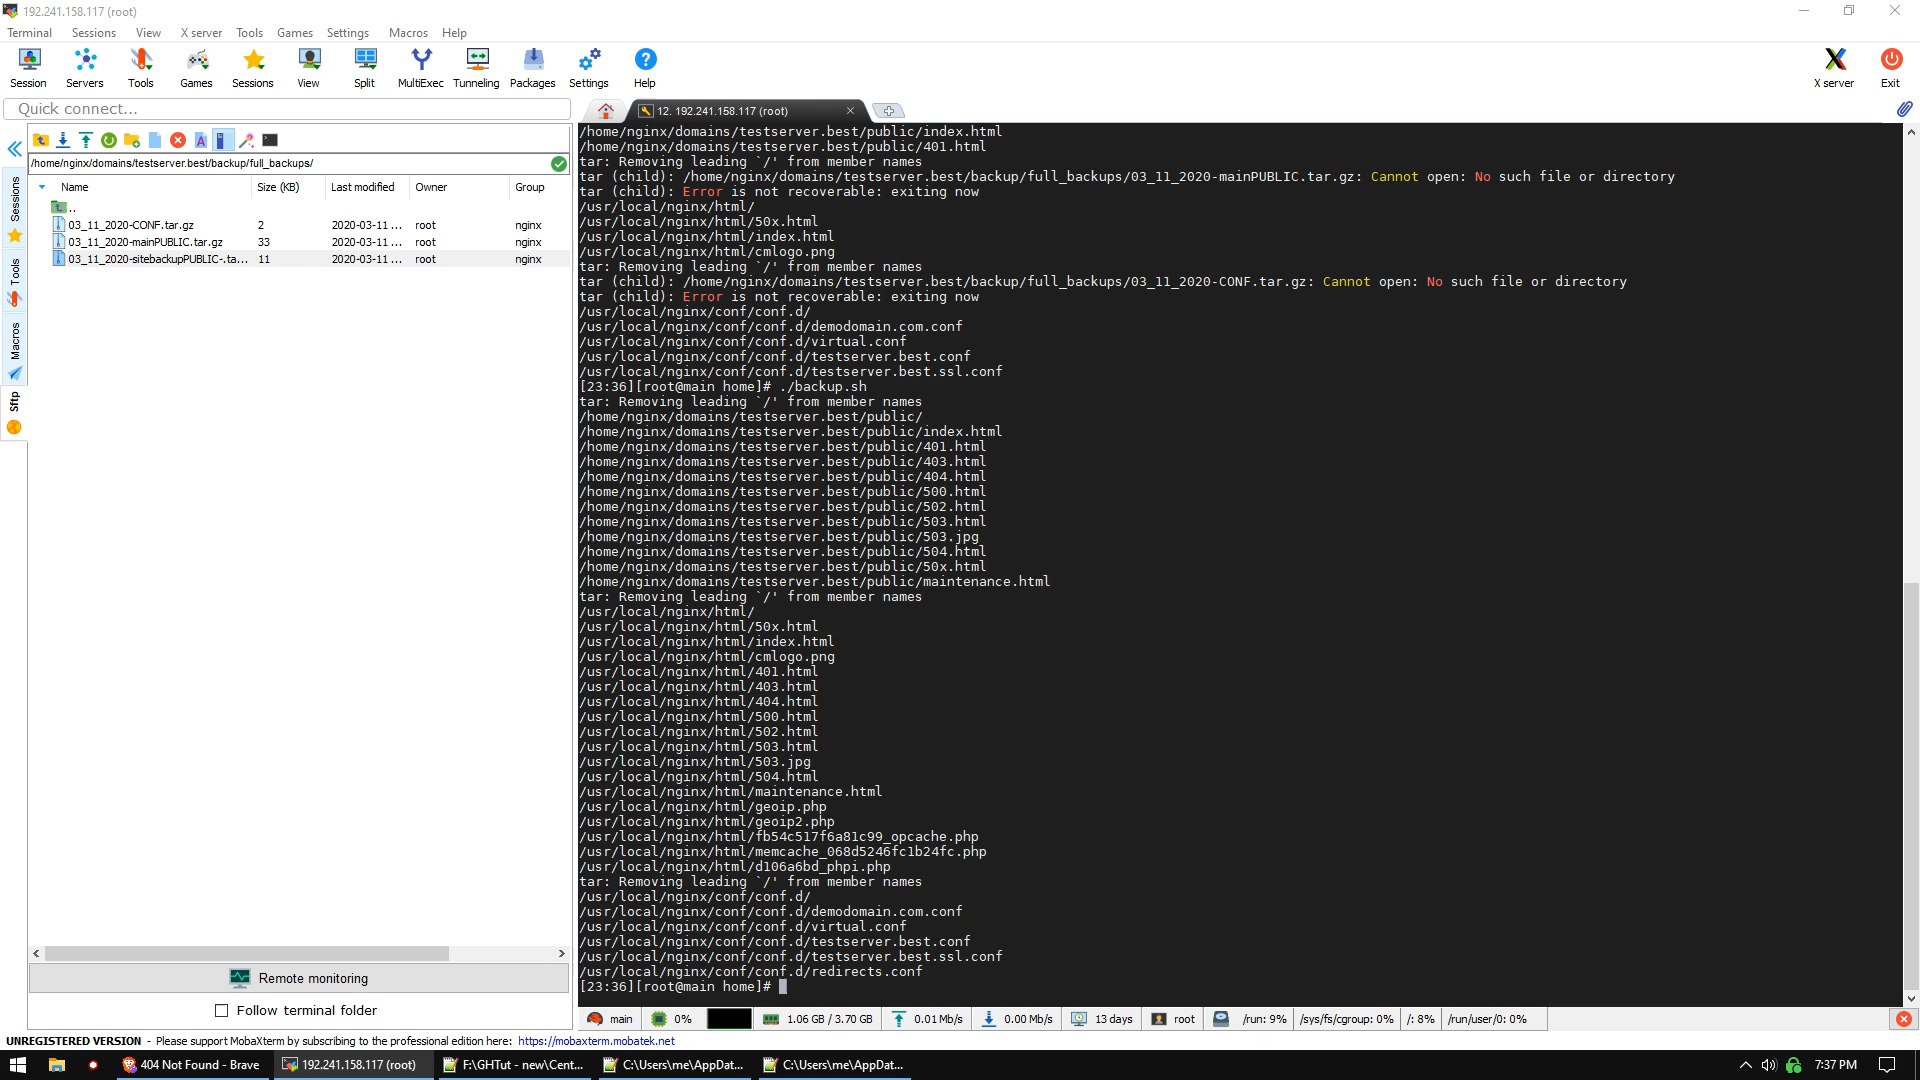 192.241.158.117 (root)
Terminal Sessions View X server Tools Games Settings Macros Help
Session Servers Tools Games Sessions View Split MultiExec Tunneling Packages Settings Help X server Exit
Quick connect...
12. 192.241.158.117 (root)
Sessions
Tools
Macros
Sftp
/home/nginx/domains/testserver.best/backup/full_backups/
Name Size (KB) Last modified Owner Group
..
03_11_2020-CONF.tar.gz 2 2020-03-11 ... root nginx
03_11_2020-mainPUBLIC.tar.gz 33 2020-03-11 ... root nginx
03_11_2020-sitebackupPUBLIC-.ta... 11 2020-03-11 ... root nginx
Remote monitoring
Follow terminal folder
/home/nginx/domains/testserver.best/public/index.html
/home/nginx/domains/testserver.best/public/401.html
tar: Removing leading `/' from member names
tar (child): /home/nginx/domains/testserver.best/backup/full_backups/03_11_2020-mainPUBLIC.tar.gz: Cannot open: No such file or directory
tar (child): Error is not recoverable: exiting now
/usr/local/nginx/html/
/usr/local/nginx/html/50x.html
/usr/local/nginx/html/index.html
/usr/local/nginx/html/cmlogo.png
tar: Removing leading `/' from member names
tar (child): /home/nginx/domains/testserver.best/backup/full_backups/03_11_2020-CONF.tar.gz: Cannot open: No such file or directory
tar (child): Error is not recoverable: exiting now
/usr/local/nginx/conf/conf.d/
/usr/local/nginx/conf/conf.d/demodomain.com.conf
/usr/local/nginx/conf/conf.d/virtual.conf
/usr/local/nginx/conf/conf.d/testserver.best.conf
/usr/local/nginx/conf/conf.d/testserver.best.ssl.conf
[23:36][root@main home]# ./backup.sh
tar: Removing leading `/' from member names
/home/nginx/domains/testserver.best/public/
/home/nginx/domains/testserver.best/public/index.html
/home/nginx/domains/testserver.best/public/401.html
/home/nginx/domains/testserver.best/public/403.html
/home/nginx/domains/testserver.best/public/404.html
/home/nginx/domains/testserver.best/public/500.html
/home/nginx/domains/testserver.best/public/502.html
/home/nginx/domains/testserver.best/public/503.html
/home/nginx/domains/testserver.best/public/503.jpg
/home/nginx/domains/testserver.best/public/504.html
/home/nginx/domains/testserver.best/public/50x.html
/home/nginx/domains/testserver.best/public/maintenance.html
tar: Removing leading `/' from member names
/usr/local/nginx/html/
/usr/local/nginx/html/50x.html
/usr/local/nginx/html/index.html
/usr/local/nginx/html/cmlogo.png
/usr/local/nginx/html/401.html
/usr/local/nginx/html/403.html
/usr/local/nginx/html/404.html
/usr/local/nginx/html/500.html
/usr/local/nginx/html/502.html
/usr/local/nginx/html/503.html
/usr/local/nginx/html/503.jpg
/usr/local/nginx/html/504.html
/usr/local/nginx/html/maintenance.html
/usr/local/nginx/html/geoip.php
/usr/local/nginx/html/geoip2.php
/usr/local/nginx/html/fb54c517f6a81c99_opcache.php
/usr/local/nginx/html/memcache_068d5246fc1b24fc.php
/usr/local/nginx/html/d106a6bd_phpi.php
tar: Removing leading `/' from member names
/usr/local/nginx/conf/conf.d/
/usr/local/nginx/conf/conf.d/demodomain.com.conf
/usr/local/nginx/conf/conf.d/virtual.conf
/usr/local/nginx/conf/conf.d/testserver.best.conf
/usr/local/nginx/conf/conf.d/testserver.best.ssl.conf
/usr/local/nginx/conf/conf.d/redirects.conf
[23:36][root@main home]#
main 0% 1.06 GB / 3.70 GB 0.01 Mb/s 0.00 Mb/s 13 days root /run: 9% /sys/fs/cgroup: 0% /: 8% /run/user/0: 0%
UNREGISTERED VERSION - Please support MobaXterm by subscribing to the professional edition here: https://mobaxterm.mobatek.net
404 Not Found - Brave 192.241.158.117 (root) F:\GHTut - new\Cent... C:\Users\me\AppDat... C:\Users\me\AppDat... 7:37 PM